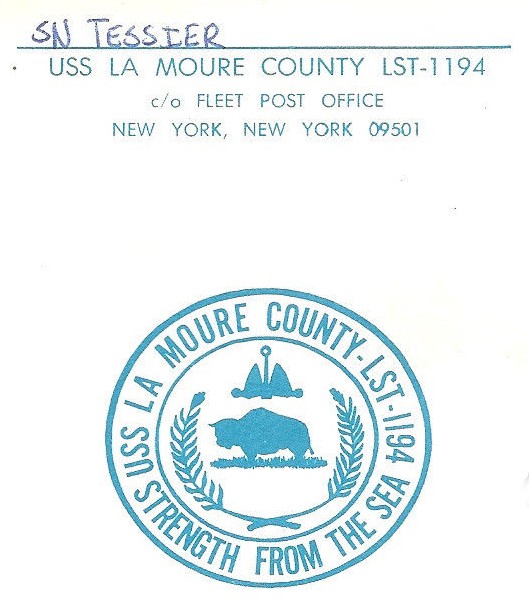 SN TESSIER
USS LA MOURE COUNTY LST-1194
c/o FLEET POST OFFICE
NEW YORK, NEW YORK 09501
USS LA MOURE COUNTY-LST-1194
STRENGTH FROM THE SEA